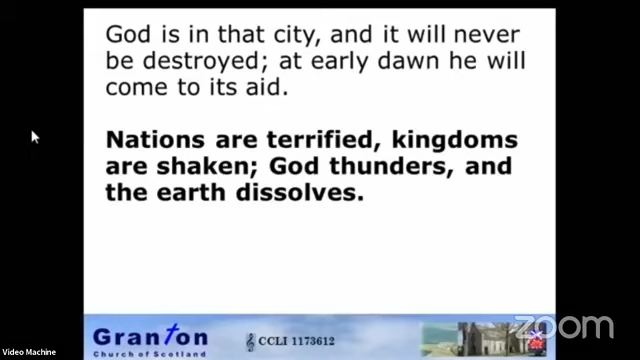 God is in that city, and it will never
be destroyed; at early dawn he will
come to its aid.
Nations are terrified, kingdoms
are shaken; God thunders, and
the earth dissolves.
Granton
Church of Scotland
CCLI 1173612
zoom
Video Machine